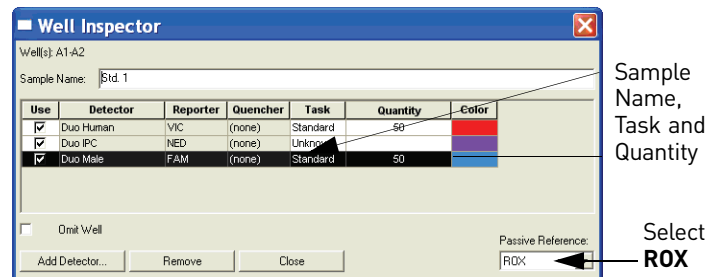 Well Inspector
Well(s): A1-A2
Sample Name: Std. 1
Use Detector Reporter Quencher Task Quantity Color
Duo Human VIC (none) Standard 50
Duo IPC NED (none) Unknown
Duo Male FAM (none) Standard 50
Omit Well
Passive Reference:
Add Detector... Remove Close ROX
Sample
Name,
Task and
Quantity
Select
ROX